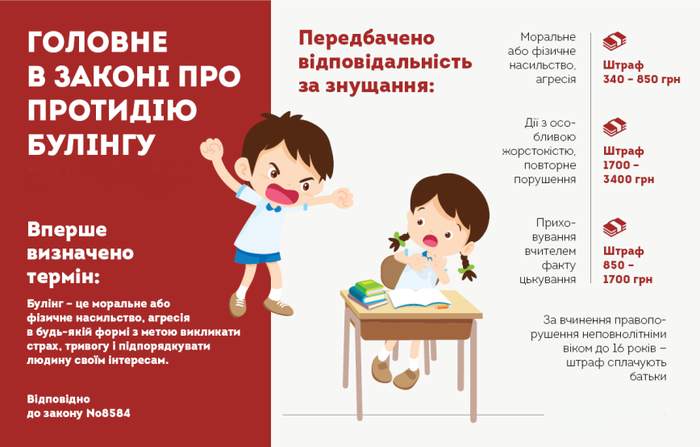 ГОЛОВНЕ
В ЗАКОНІ ПРО
ПРОТИДІЮ
БУЛІНГУ
Вперше
визначено
термін:
Булінг – це моральне або
фізичне насильство, агресія
в будь-якій формі з метою викликати
страх, тривогу і підпорядкувати
людину своїм інтересам.
Відповідно
до закону No8584
Передбачено
відповідальність
за знущання:
Моральне
або фізичне
насильство,
агресія
Штраф
340 – 850 грн
Дії з осо-
бливою
жорстокістю,
повторне
порушення
Штраф
1700 –
3400 грн
Прихо-
вування
вчителем
факту
цькування
Штраф
850 –
1700 грн
За вчинення правопо-
рушення неповнолітніми
віком до 16 років –
штраф сплачують
батьки